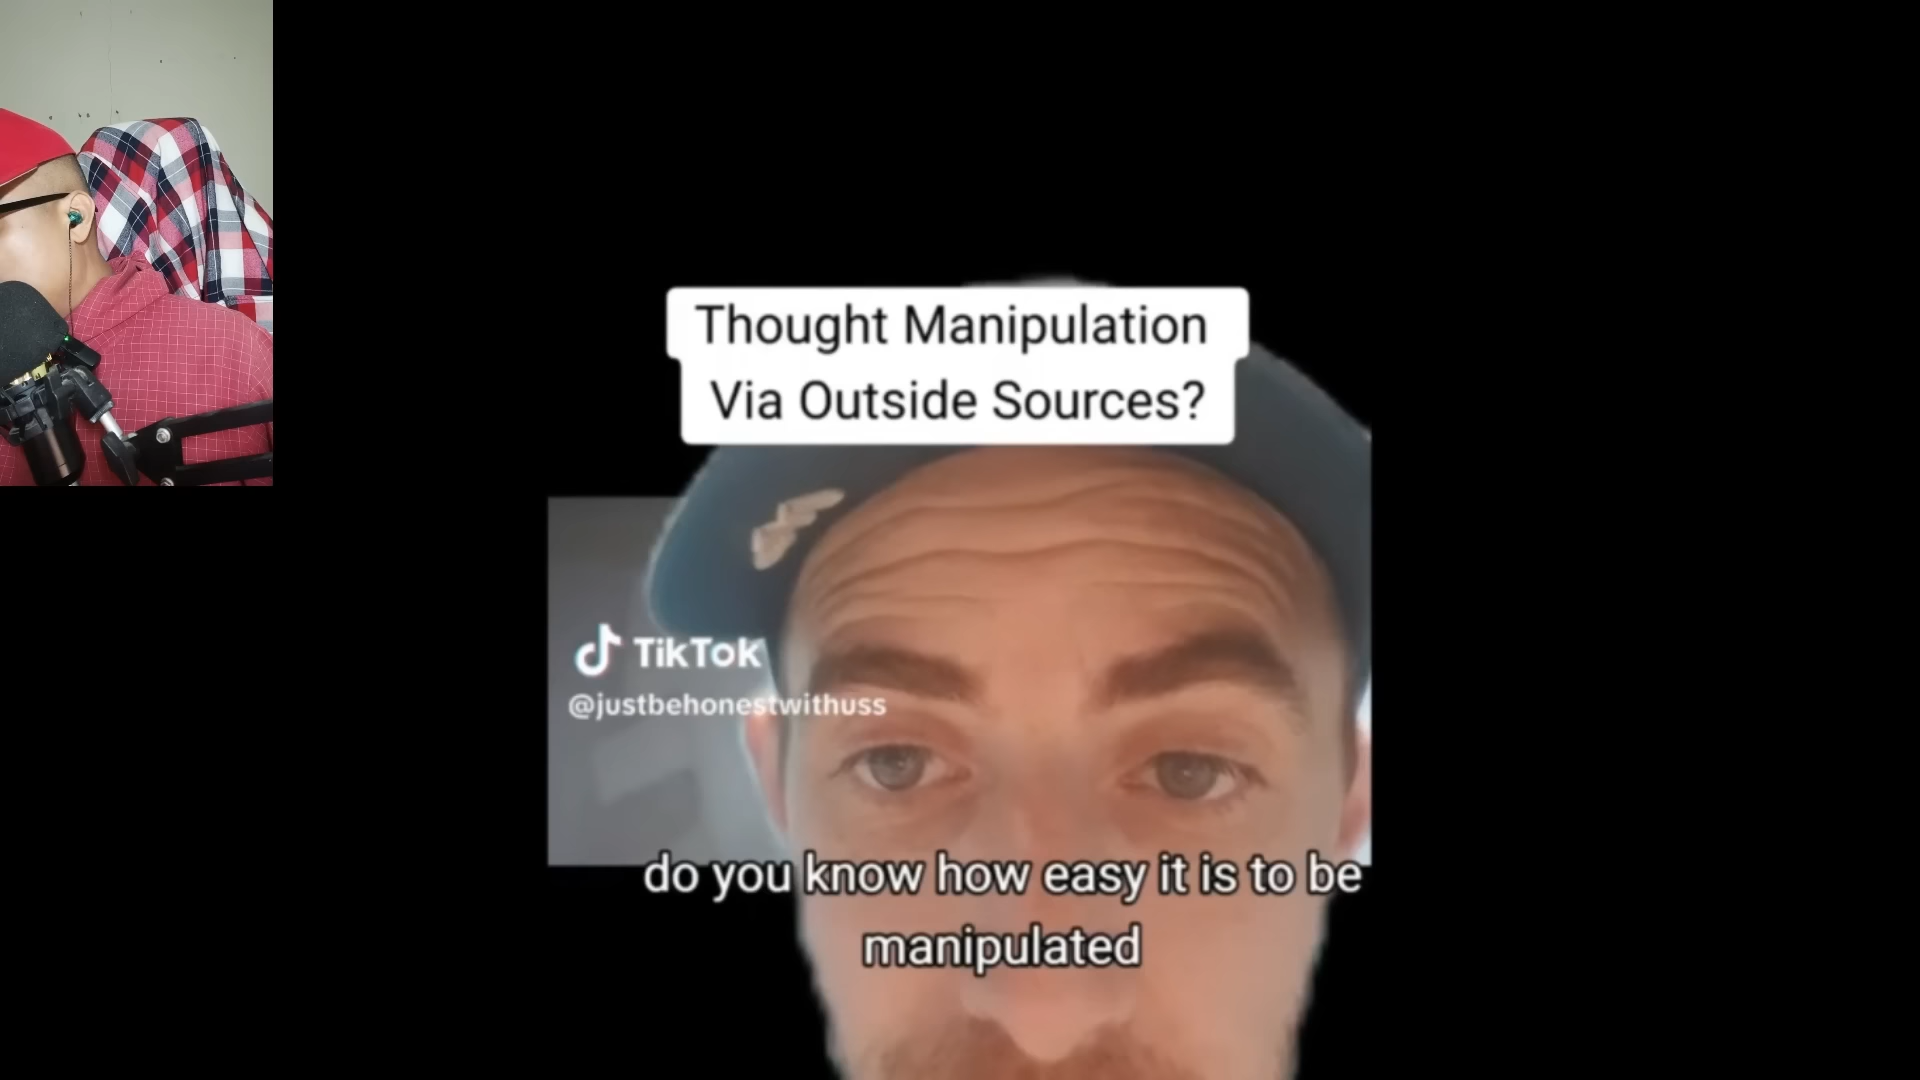 Thought Manipulation
Via Outside Sources?
TikTok
@justbehonestwithuss
do you know how easy it is to be
manipulated